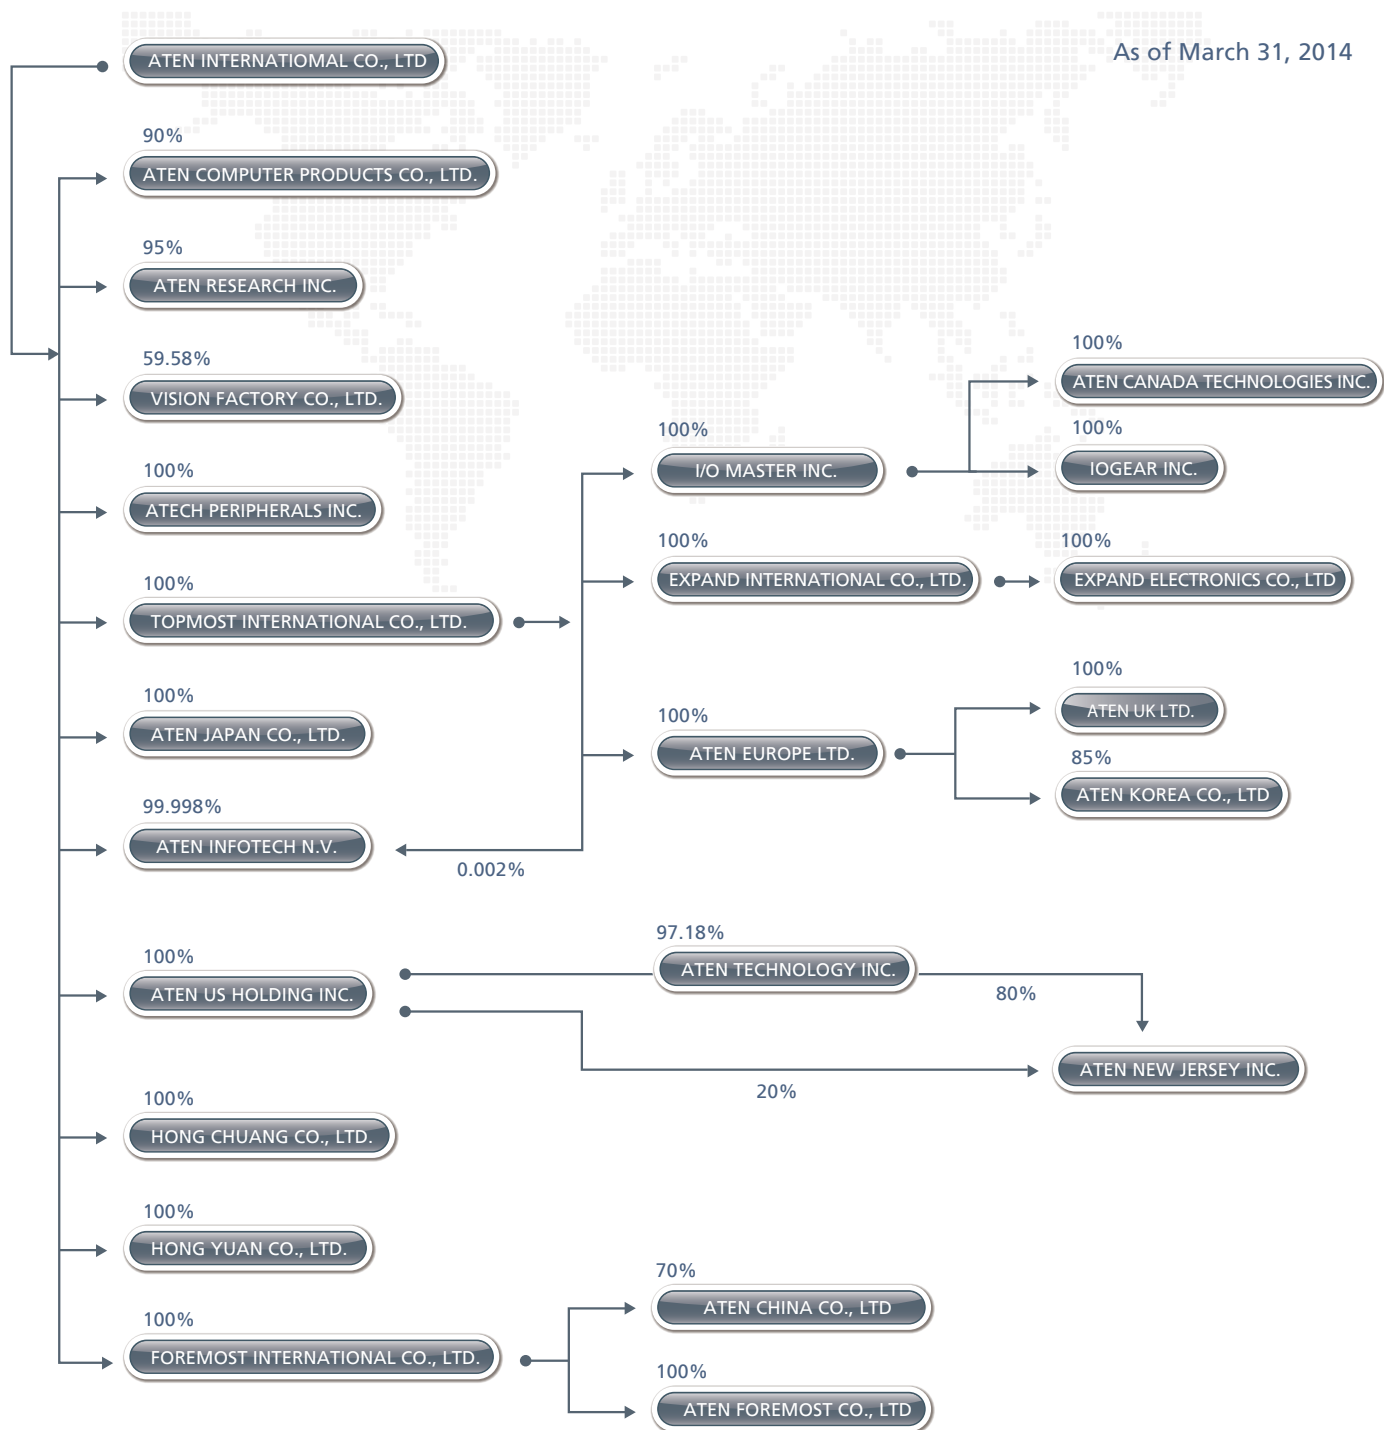 As of March 31, 2014
ATEN INTERNATIOMAL CO., LTD
90%
ATEN COMPUTER PRODUCTS CO., LTD.
95%
ATEN RESEARCH INC.
59.58%
VISION FACTORY CO., LTD.
100%
ATECH PERIPHERALS INC.
100%
TOPMOST INTERNATIONAL CO., LTD.
100%
I/O MASTER INC.
100%
ATEN CANADA TECHNOLOGIES INC.
100%
IOGEAR INC.
100%
EXPAND INTERNATIONAL CO., LTD.
100%
EXPAND ELECTRONICS CO., LTD
100%
ATEN EUROPE LTD.
100%
ATEN UK LTD.
85%
ATEN KOREA CO., LTD
100%
ATEN JAPAN CO., LTD.
99.998%
ATEN INFOTECH N.V.
0.002%
100%
ATEN US HOLDING INC.
97.18%
ATEN TECHNOLOGY INC.
80%
ATEN NEW JERSEY INC.
20%
100%
HONG CHUANG CO., LTD.
100%
HONG YUAN CO., LTD.
100%
FOREMOST INTERNATIONAL CO., LTD.
70%
ATEN CHINA CO., LTD
100%
ATEN FOREMOST CO., LTD